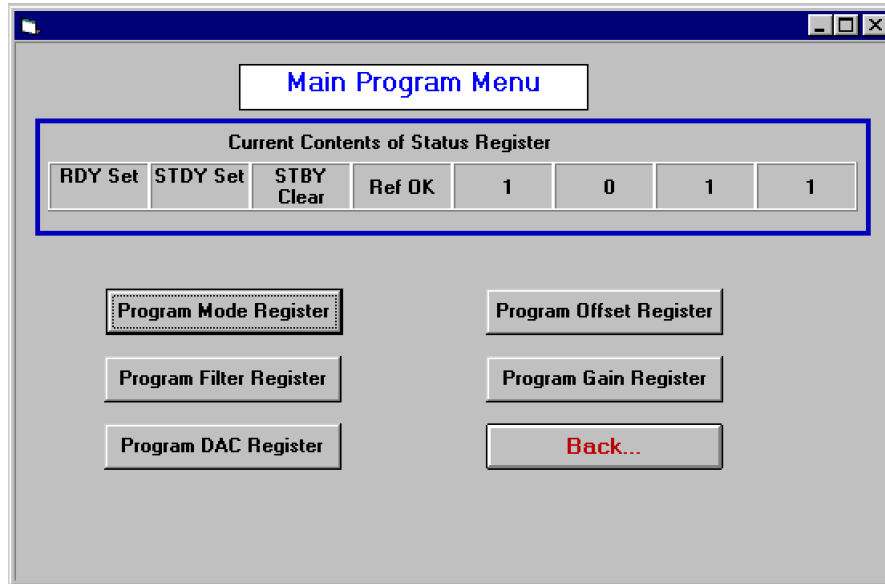 Main Program Menu
Current Contents of Status Register
RDY Set STDY Set STBY Clear Ref OK 1 0 1 1
Program Mode Register
Program Offset Register
Program Filter Register
Program Gain Register
Program DAC Register
Back...